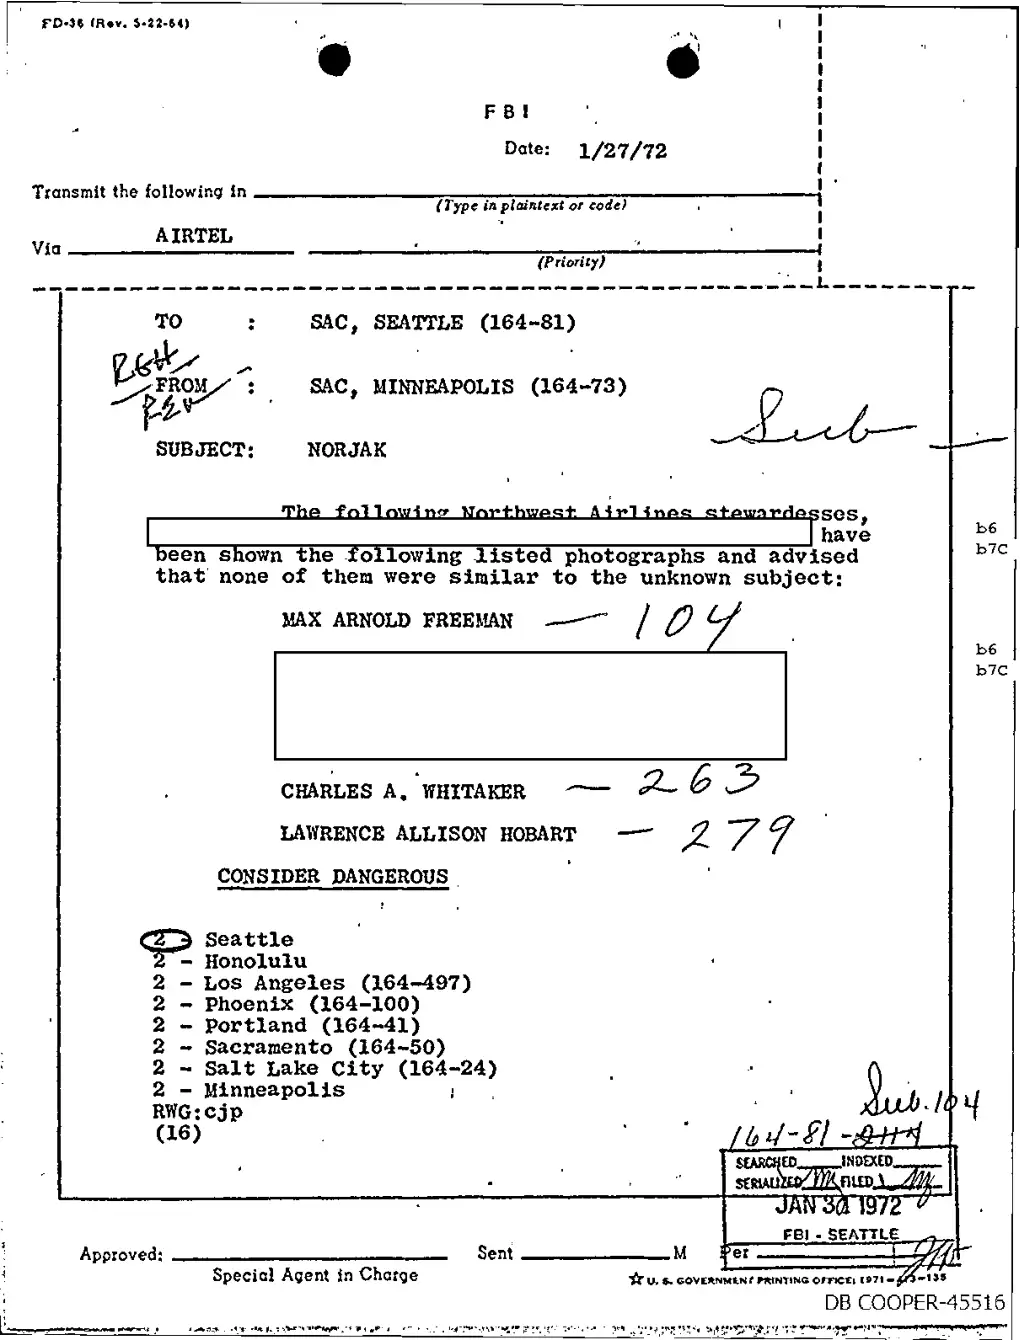 FD-36 (Rev. 5-22-64)
FBI
Date: 1/27/72
Transmit the following in
(Type in plaintext or code)
Via AIRTEL
(Priority)
TO : SAC, SEATTLE (164-81)
FROM : SAC, MINNEAPOLIS (164-73)
SUBJECT: NORJAK
Sub
The following Northwest Airlines stewardesses,
have
been shown the following listed photographs and advised
that none of them were similar to the unknown subject:
b6
b7C
MAX ARNOLD FREEMAN — 104
b6
b7C
CHARLES A. WHITAKER — 263
LAWRENCE ALLISON HOBART — 279
CONSIDER DANGEROUS
2 - Seattle
2 - Honolulu
2 - Los Angeles (164-497)
2 - Phoenix (164-100)
2 - Portland (164-41)
2 - Sacramento (164-50)
2 - Salt Lake City (164-24)
2 - Minneapolis
RWG:cjp
(16)
Sub. 104
164-81-
SEARCHED INDEXED
SERIALIZED FILED
JAN 1972
FBI - SEATTLE
Approved: Sent M Per
Special Agent in Charge
U. S. GOVERNMENT PRINTING OFFICE: 1971
DB COOPER-45516